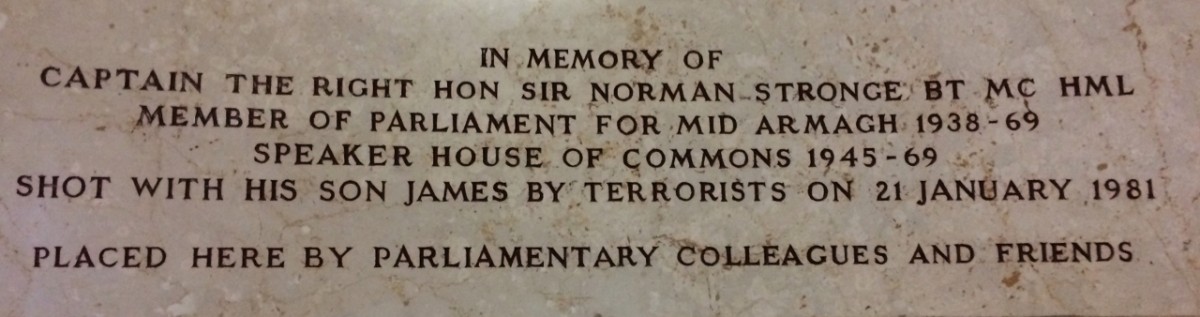 IN MEMORY OF
CAPTAIN THE RIGHT HON SIR NORMAN STRONGE BT MC HML
MEMBER OF PARLIAMENT FOR MID ARMAGH 1938-69
SPEAKER HOUSE OF COMMONS 1945-69
SHOT WITH HIS SON JAMES BY TERRORISTS ON 21 JANUARY 1981
PLACED HERE BY PARLIAMENTARY COLLEAGUES AND FRIENDS